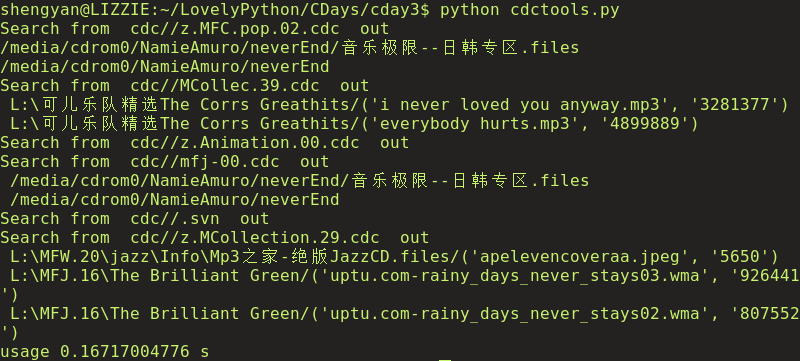 shengyan@LIZZIE:~/LovelyPython/CDays/cday3$ python cdctools.py
Search from  cdc//z.MFC.pop.02.cdc  out
/media/cdrom0/NamieAmuro/neverEnd/音乐极限--日韩专区.files
/media/cdrom0/NamieAmuro/neverEnd
Search from  cdc//MCollec.39.cdc  out
 L:\可儿乐队精选The Corrs Greathits/('i never loved you anyway.mp3', '3281377')
 L:\可儿乐队精选The Corrs Greathits/('everybody hurts.mp3', '4899889')
Search from  cdc//z.Animation.00.cdc  out
Search from  cdc//mfj-00.cdc  out
 /media/cdrom0/NamieAmuro/neverEnd/音乐极限--日韩专区.files
 /media/cdrom0/NamieAmuro/neverEnd
Search from  cdc//.svn  out
Search from  cdc//z.MCollection.29.cdc  out
 L:\MFW.20\jazz\Info\Mp3之家-绝版JazzCD.files/('apelevencoveraa.jpeg', '5650')
 L:\MFJ.16\The Brilliant Green/('uptu.com-rainy_days_never_stays03.wma', '926441
')
 L:\MFJ.16\The Brilliant Green/('uptu.com-rainy_days_never_stays02.wma', '807552
')
usage 0.16717004776 s